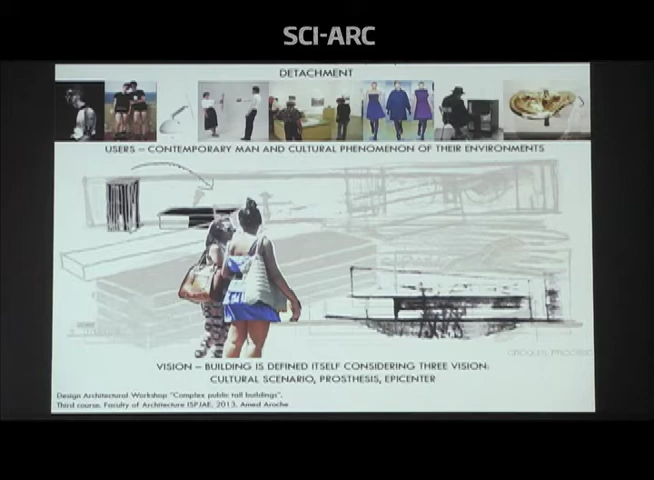 SCI-ARC
DETACHMENT
USERS – CONTEMPORARY MAN AND CULTURAL PHENOMENON OF THEIR ENVIRONMENTS
VISION – BUILDING IS DEFINED ITSELF CONSIDERING THREE VISION:
CULTURAL SCENARIO, PROSTHESIS, EPICENTER
Design Architectural Workshop "Complex public tall buildings",
Third course, Faculty of Architecture ISPJAE, 2013, Amed Aroche